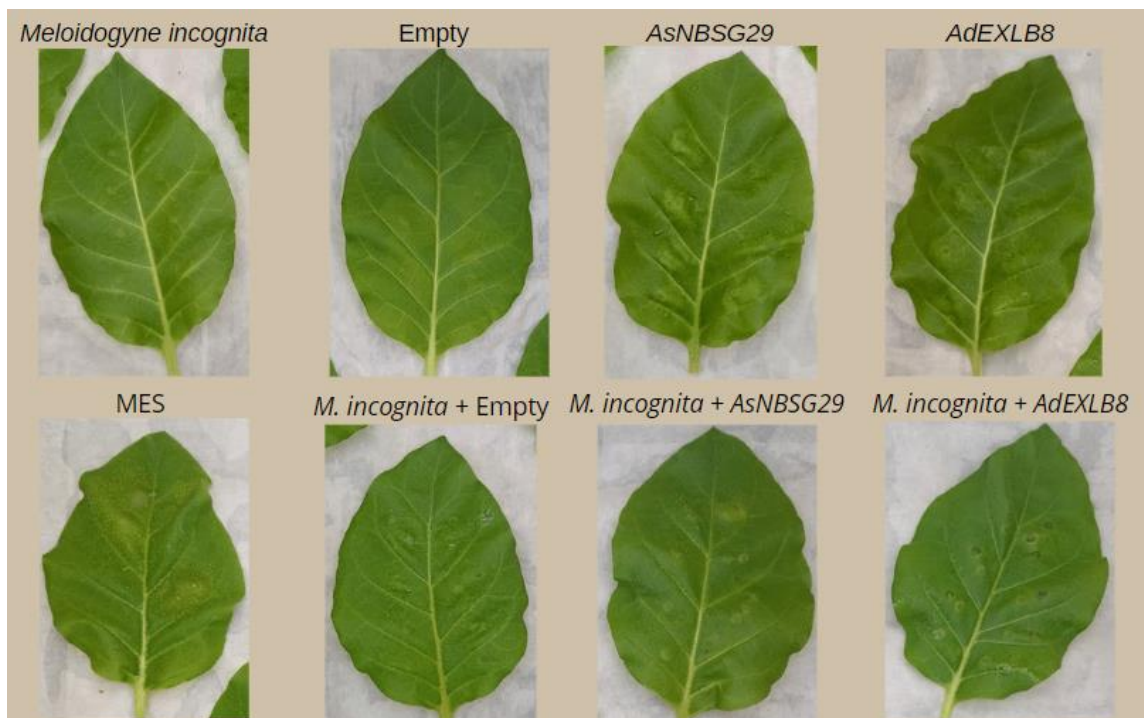 Meloidogyne incognita
Empty
AsNBSG29
AdEXLB8
MES
M. incognita + Empty
M. incognita + AsNBSG29
M. incognita + AdEXLB8